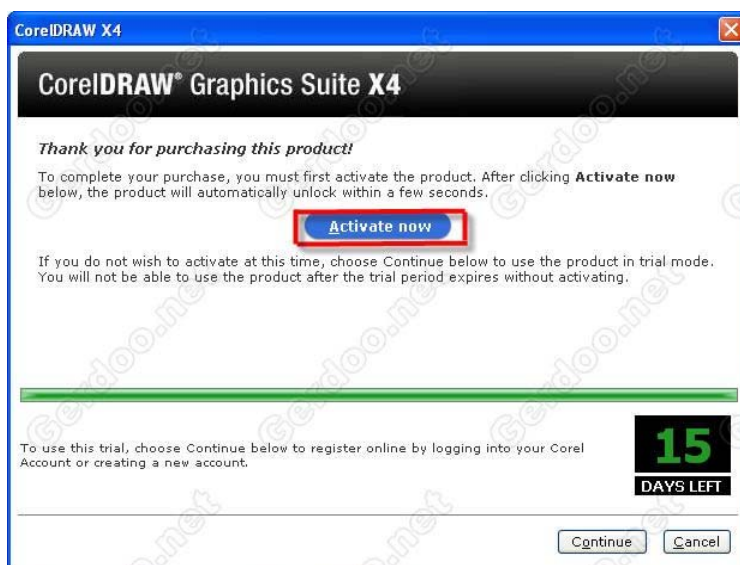 CorelDRAW X4
CorelDRAW® Graphics Suite X4
Thank you for purchasing this product!
To complete your purchase, you must first activate the product. After clicking Activate now
below, the product will automatically unlock within a few seconds.
Activate now
If you do not wish to activate at this time, choose Continue below to use the product in trial mode.
You will not be able to use the product after the trial period expires without activating.
To use this trial, choose Continue below to register online by logging into your Corel
Account or creating a new account.
15
DAYS LEFT
Continue
Cancel
Gerdoo.net